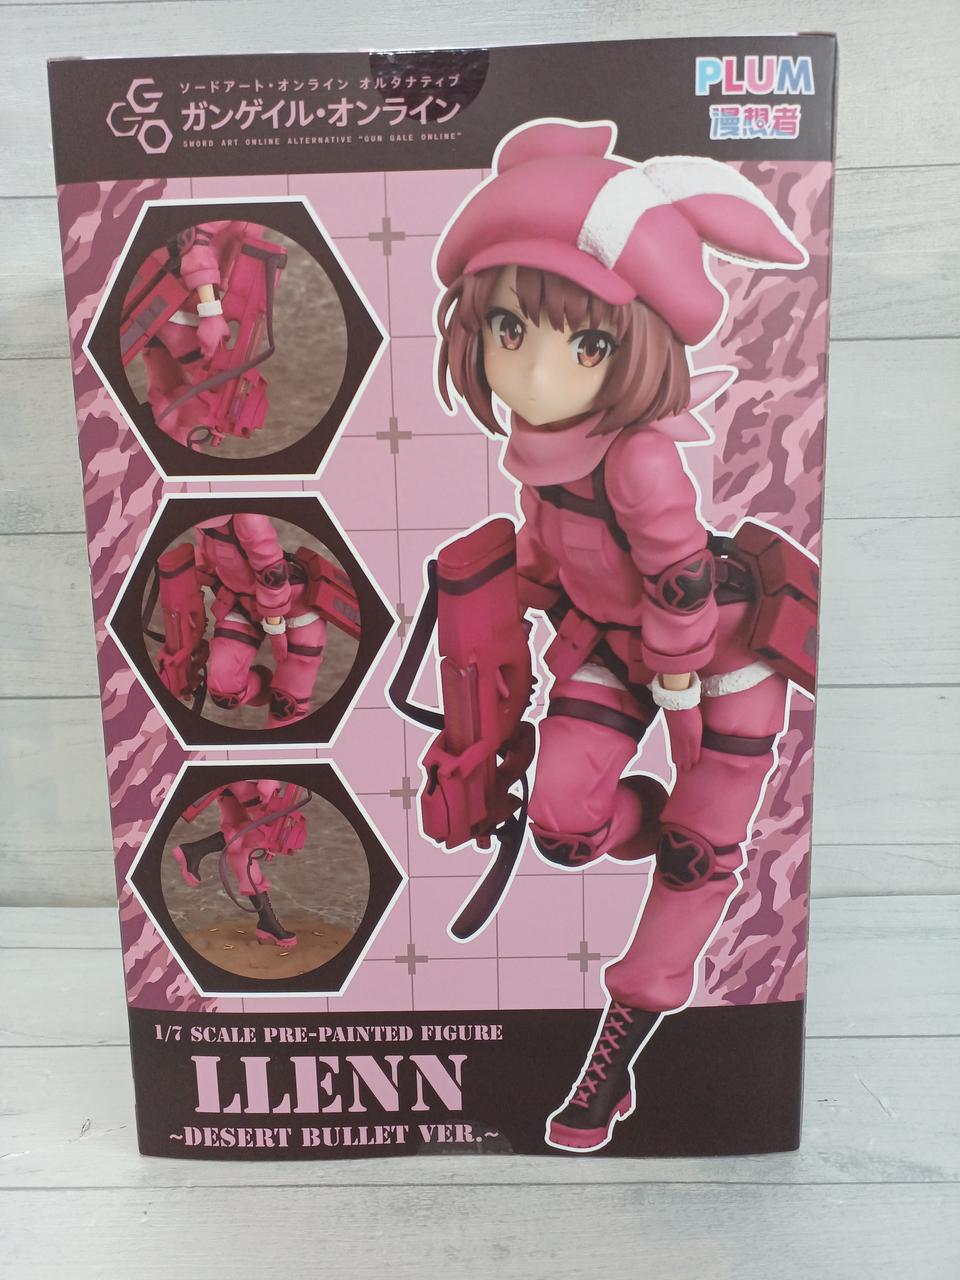 ソードアート・オンライン オルタナティブ
ガンゲイル・オンライン
SWORD ART ONLINE ALTERNATIVE "GUN GALE ONLINE"
PLUM
漫想者
1/7 SCALE PRE-PAINTED FIGURE
LLENN
~DESERT BULLET VER.~